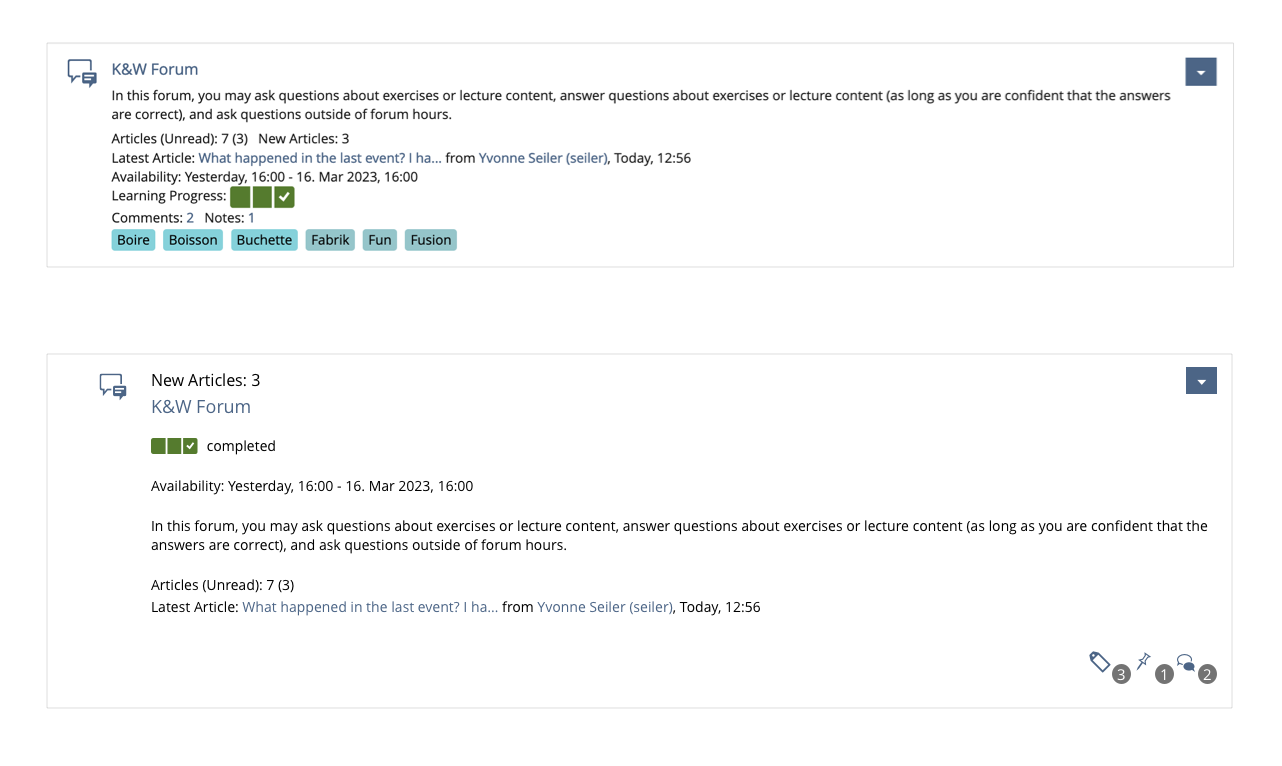 K&W Forum
In this forum, you may ask questions about exercises or lecture content, answer questions about exercises or lecture content (as long as you are confident that the answers
are correct), and ask questions outside of forum hours.
Articles (Unread): 7 (3) New Articles: 3
Latest Article: What happened in the last event? I ha... from Yvonne Seiler (seiler), Today, 12:56
Availability: Yesterday, 16:00 - 16. Mar 2023, 16:00
Learning Progress:
Comments: 2 Notes: 1
Boire Boisson Buchette Fabrik Fun Fusion
New Articles: 3
K&W Forum
completed
Availability: Yesterday, 16:00 - 16. Mar 2023, 16:00
In this forum, you may ask questions about exercises or lecture content, answer questions about exercises or lecture content (as long as you are confident that the
answers are correct), and ask questions outside of forum hours.
Articles (Unread): 7 (3)
Latest Article: What happened in the last event? I ha... from Yvonne Seiler (seiler), Today, 12:56
3 1 2